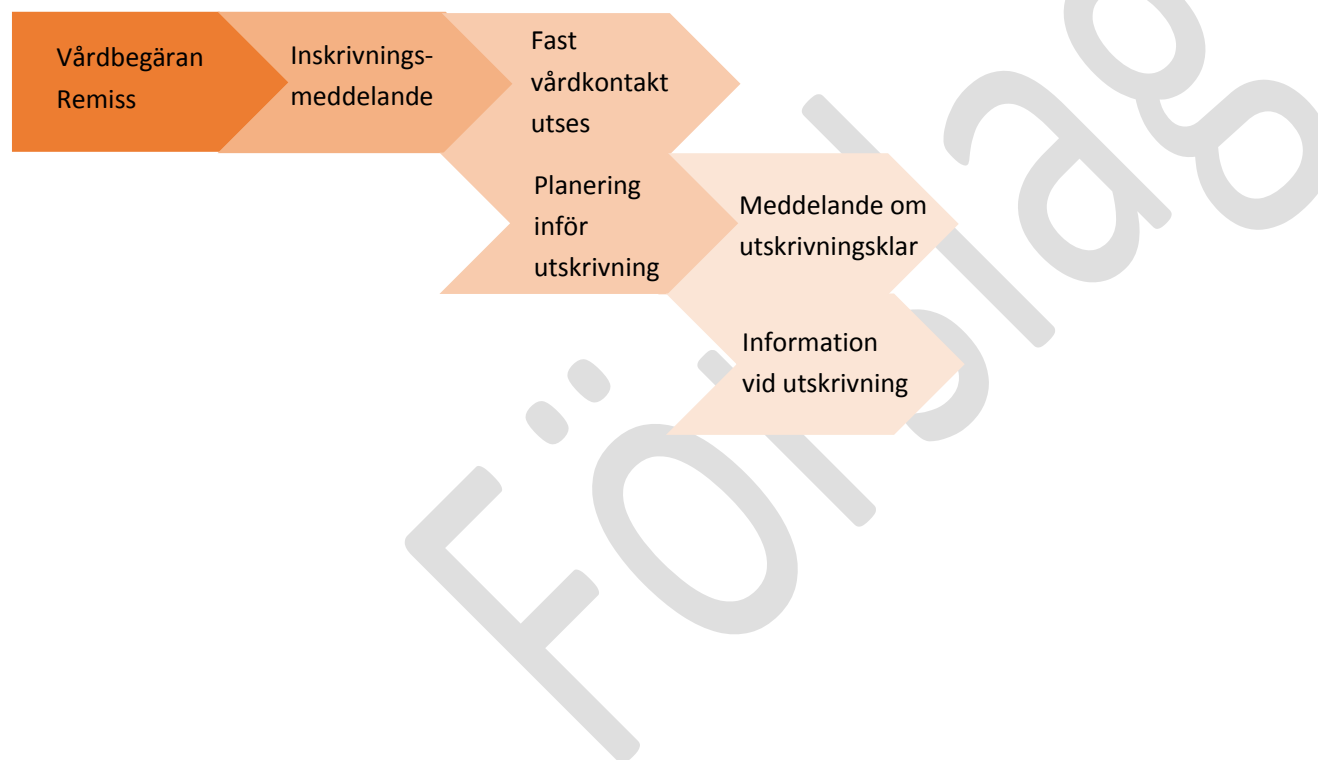 Vårdbegäran
Remiss
Inskrivnings-
meddelande
Fast
vårdkontakt
utses
Planering
inför
utskrivning
Meddelande om
utskrivningsklar
Information
vid utskrivning
Förslag